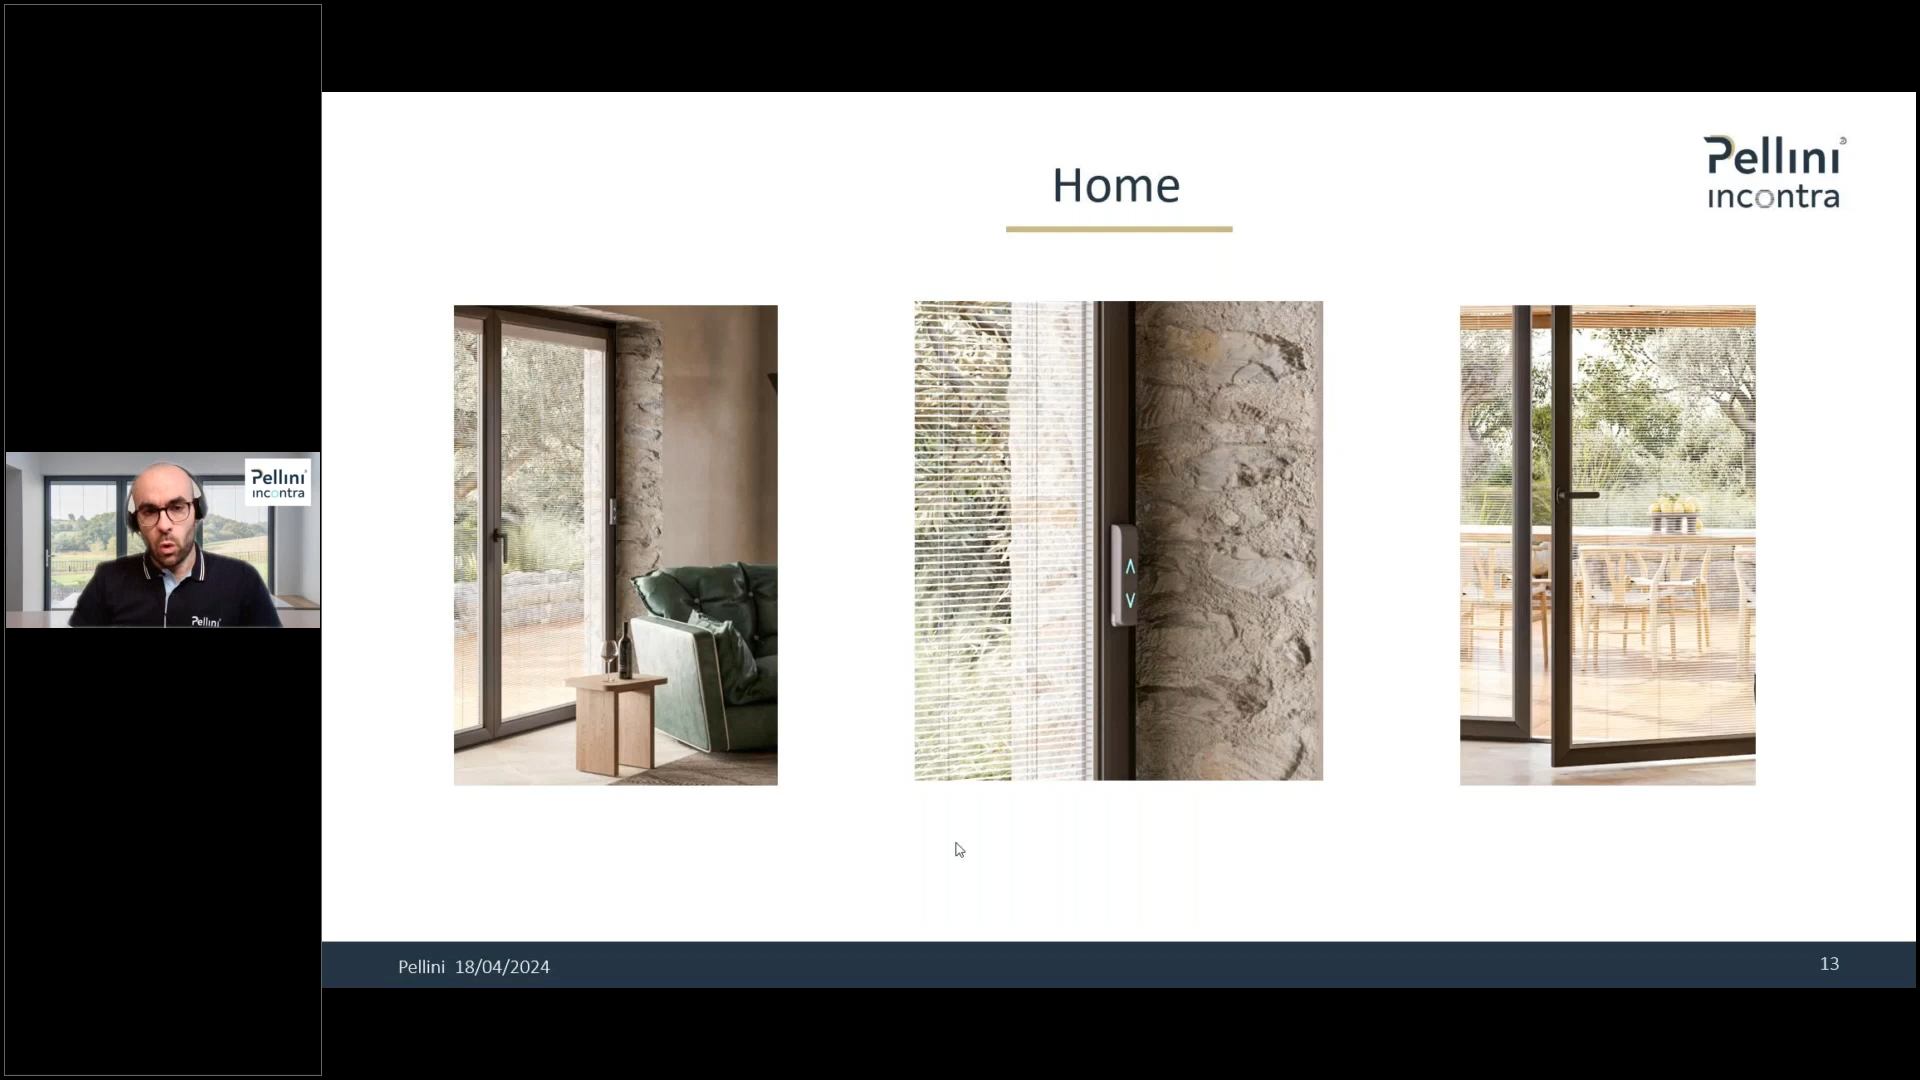 Home
Pellini
incontra
Pellini
incontra
Pellini
Pellini 18/04/2024
13